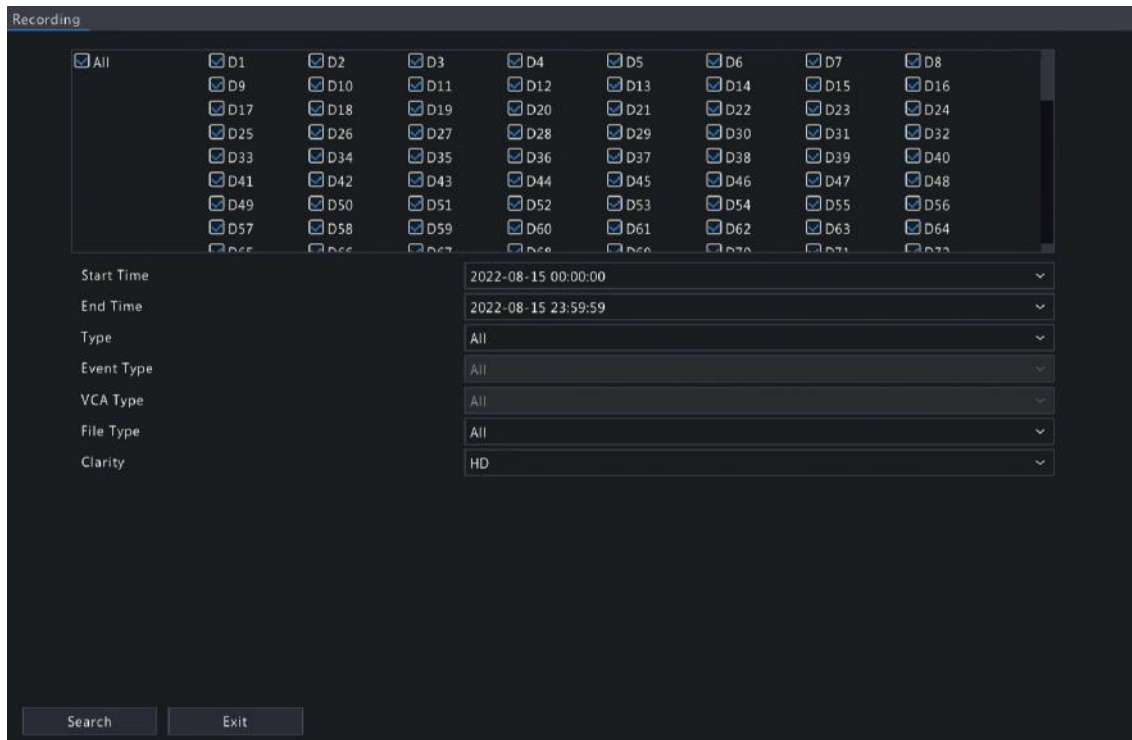 Recording
All D1 D2 D3 D4 D5 D6 D7 D8
D9 D10 D11 D12 D13 D14 D15 D16
D17 D18 D19 D20 D21 D22 D23 D24
D25 D26 D27 D28 D29 D30 D31 D32
D33 D34 D35 D36 D37 D38 D39 D40
D41 D42 D43 D44 D45 D46 D47 D48
D49 D50 D51 D52 D53 D54 D55 D56
D57 D58 D59 D60 D61 D62 D63 D64
Start Time 2022-08-15 00:00:00
End Time 2022-08-15 23:59:59
Type All
Event Type All
VCA Type All
File Type All
Clarity HD
Search Exit